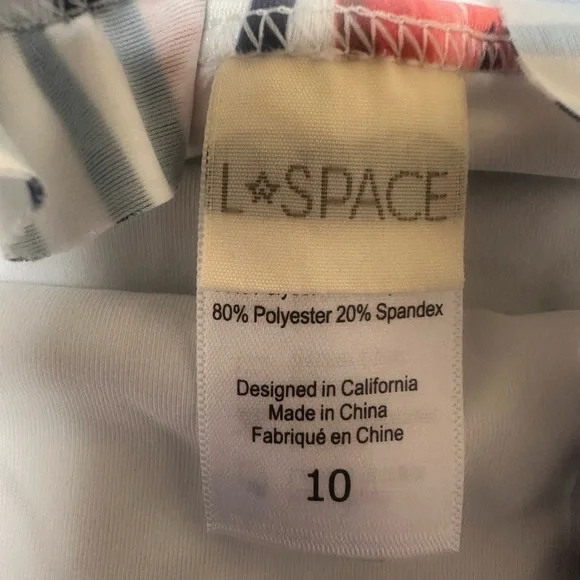 L★SPACE
80% Polyester 20% Spandex
Designed in California
Made in China
Fabriqué en Chine
10